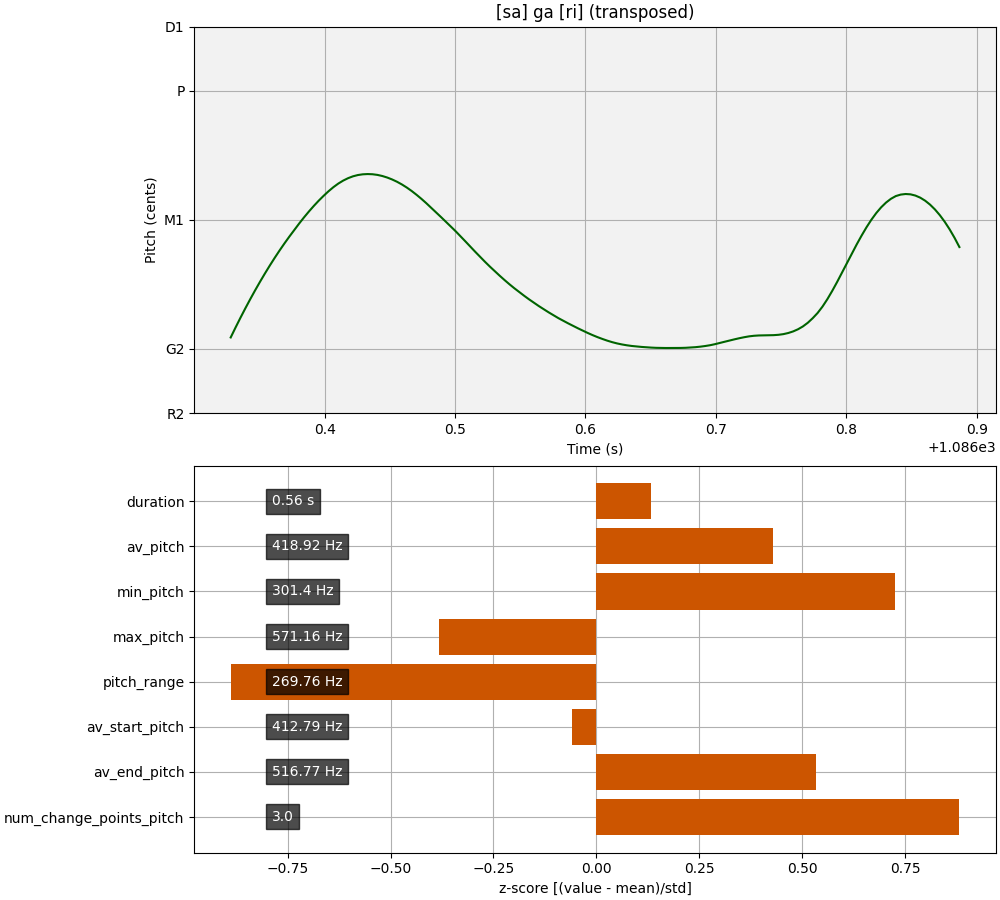 [sa] ga [ri] (transposed)
D1
P
M1
G2
R2
Pitch (cents)
0.4 0.5 0.6 0.7 0.8 0.9
Time (s)
+1.086e3
duration 0.56 s
av_pitch 418.92 Hz
min_pitch 301.4 Hz
max_pitch 571.16 Hz
pitch_range 269.76 Hz
av_start_pitch 412.79 Hz
av_end_pitch 516.77 Hz
num_change_points_pitch 3.0
−0.75 −0.50 −0.25 0.00 0.25 0.50 0.75
z-score [(value - mean)/std]